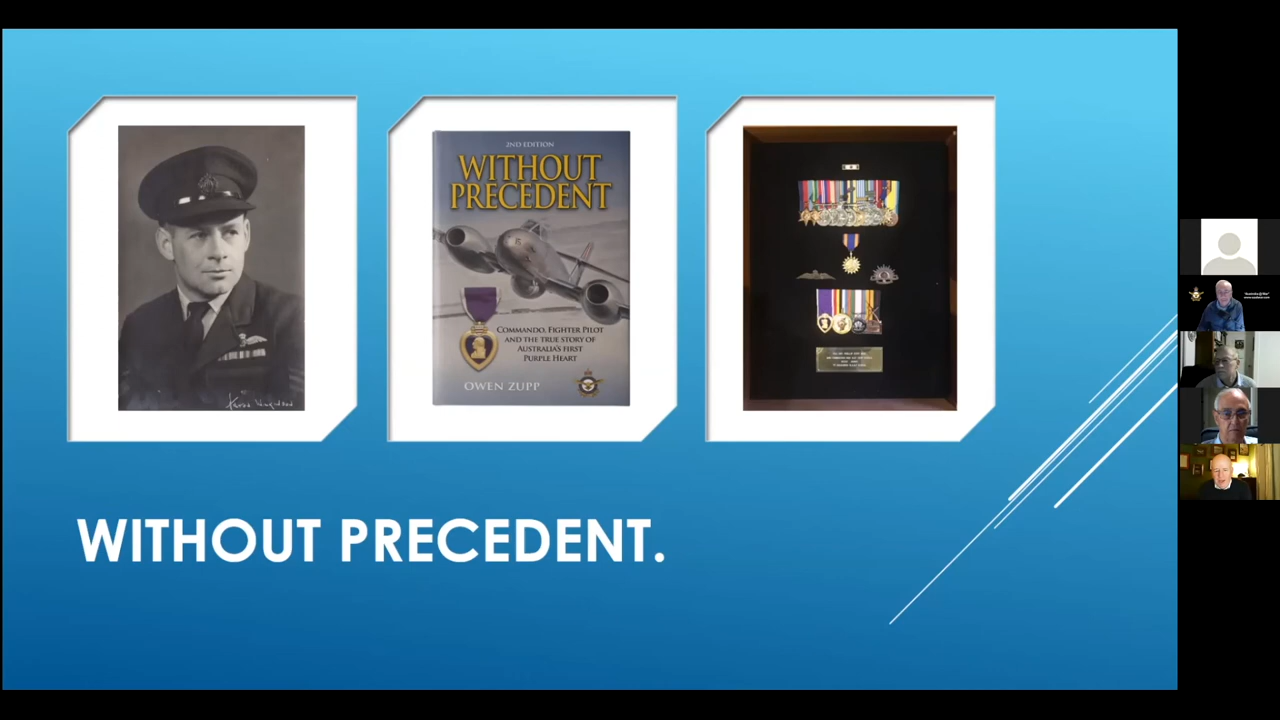 2ND EDITION
WITHOUT
PRECEDENT
COMMANDO, FIGHTER PILOT
AND THE TRUE STORY OF
AUSTRALIA'S FIRST
PURPLE HEART
OWEN ZUPP
WITHOUT PRECEDENT.